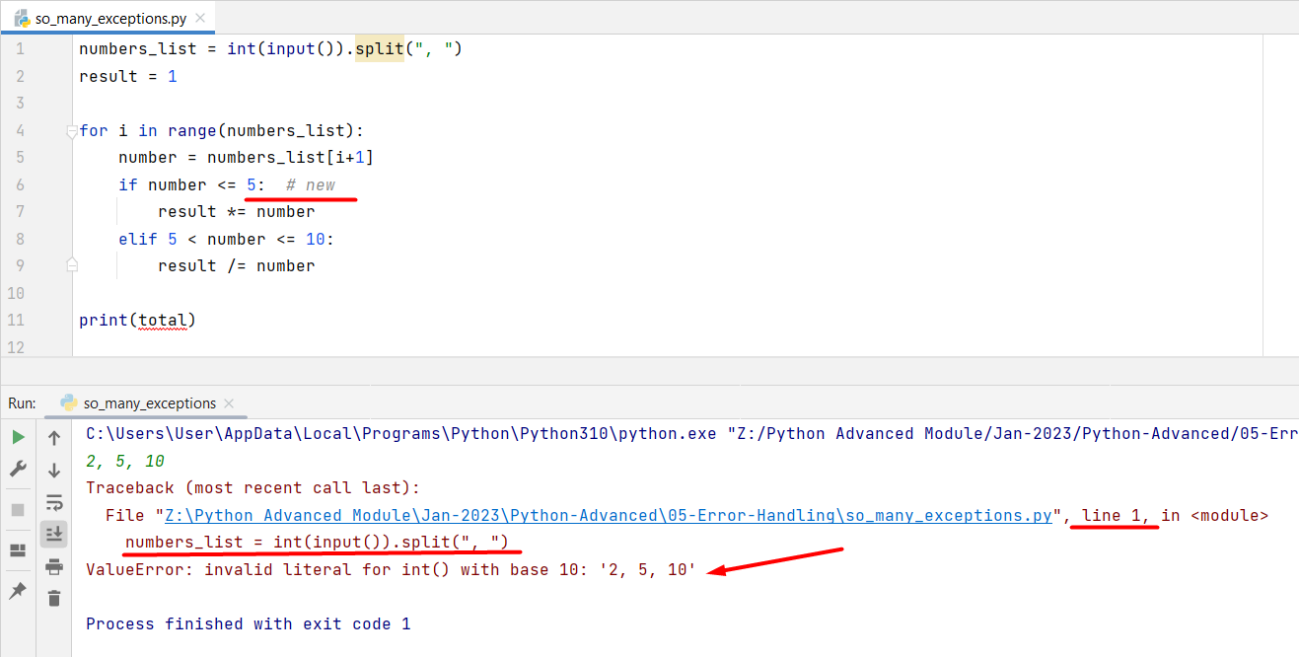 so_many_exceptions.py
1 numbers_list = int(input()).split(", ")
2 result = 1
3
4 for i in range(numbers_list):
5     number = numbers_list[i+1]
6     if number <= 5:  # new
7         result *= number
8     elif 5 < number <= 10:
9         result /= number
10
11 print(total)
12
Run: so_many_exceptions
C:\Users\User\AppData\Local\Programs\Python\Python310\python.exe "Z:/Python Advanced Module/Jan-2023/Python-Advanced/05-Err
2, 5, 10
Traceback (most recent call last):
  File "Z:\Python Advanced Module\Jan-2023\Python-Advanced\05-Error-Handling\so_many_exceptions.py", line 1, in <module>
    numbers_list = int(input()).split(", ")
ValueError: invalid literal for int() with base 10: '2, 5, 10'
Process finished with exit code 1